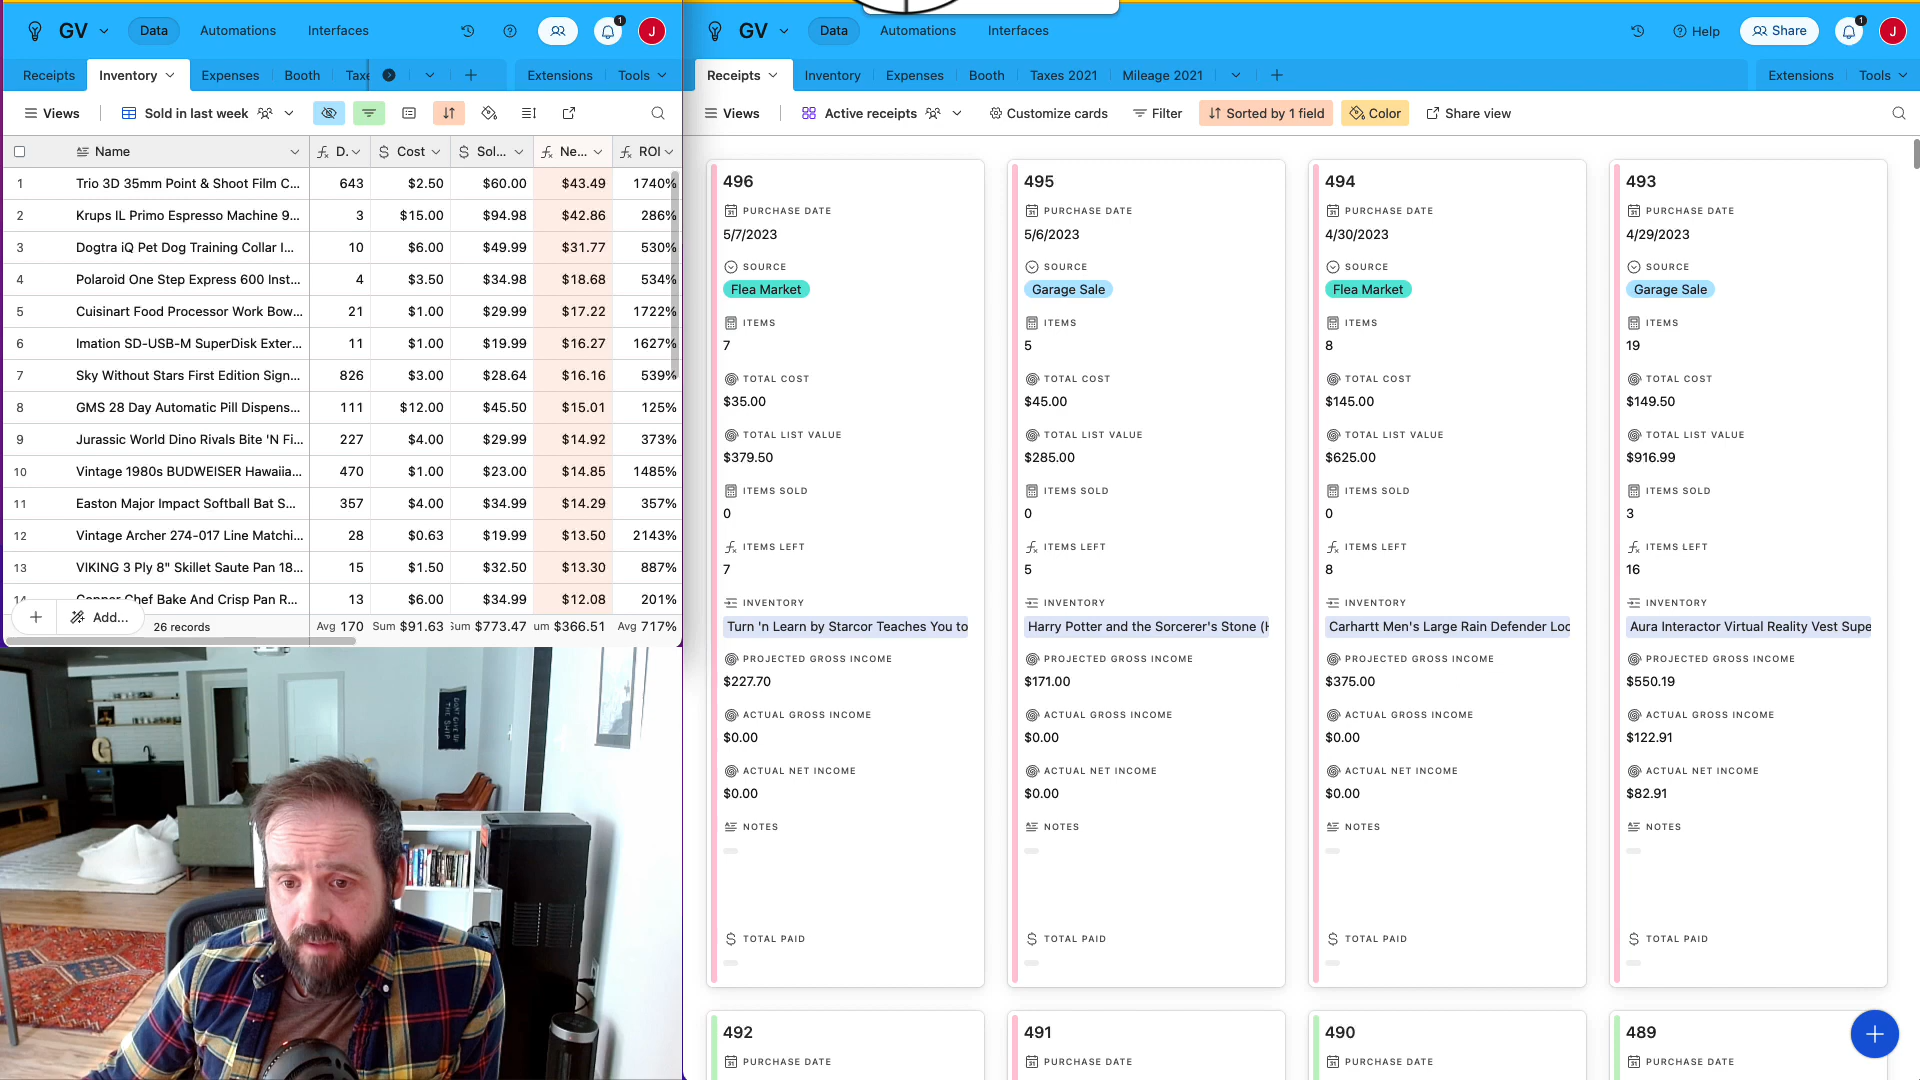 GV
Data
Automations
Interfaces
1
J
Receipts
Inventory
Expenses
Booth
Taxe
Extensions
Tools
Views
Sold in last week
Name
D.
Cost
Sol...
Ne...
ROI
1 Trio 3D 35mm Point & Shoot Film C... 643 $2.50 $60.00 $43.49 1740%
2 Krups IL Primo Espresso Machine 9... 3 $15.00 $94.98 $42.86 286%
3 Dogtra iQ Pet Dog Training Collar I... 10 $6.00 $49.99 $31.77 530%
4 Polaroid One Step Express 600 Inst... 4 $3.50 $34.98 $18.68 534%
5 Cuisinart Food Processor Work Bow... 21 $1.00 $29.99 $17.22 1722%
6 Imation SD-USB-M SuperDisk Exter... 11 $1.00 $19.99 $16.27 1627%
7 Sky Without Stars First Edition Sign... 826 $3.00 $28.64 $16.16 539%
8 GMS 28 Day Automatic Pill Dispens... 111 $12.00 $45.50 $15.01 125%
9 Jurassic World Dino Rivals Bite 'N Fi... 227 $4.00 $29.99 $14.92 373%
10 Vintage 1980s BUDWEISER Hawaiia... 470 $1.00 $23.00 $14.85 1485%
11 Easton Major Impact Softball Bat S... 357 $4.00 $34.99 $14.29 357%
12 Vintage Archer 274-017 Line Matchi... 28 $0.63 $19.99 $13.50 2143%
13 VIKING 3 Ply 8" Skillet Saute Pan 18... 15 $1.50 $32.50 $13.30 887%
14 Copper Chef Bake And Crisp Pan R... 13 $6.00 $34.99 $12.08 201%
Add...
26 records Avg 170 Sum $91.63 Sum $773.47 um $366.51 Avg 717%
DONT GIVE UP
THE SHIP
GV
Data
Automations
Interfaces
Help
Share
1
J
Receipts
Inventory
Expenses
Booth
Taxes 2021
Mileage 2021
Extensions
Tools
Views
Active receipts
Customize cards
Filter
Sorted by 1 field
Color
Share view
496
PURCHASE DATE
5/7/2023
SOURCE
Flea Market
ITEMS
7
TOTAL COST
$35.00
TOTAL LIST VALUE
$379.50
ITEMS SOLD
0
ITEMS LEFT
7
INVENTORY
Turn 'n Learn by Starcor Teaches You to
PROJECTED GROSS INCOME
$227.70
ACTUAL GROSS INCOME
$0.00
ACTUAL NET INCOME
$0.00
NOTES
TOTAL PAID
495
PURCHASE DATE
5/6/2023
SOURCE
Garage Sale
ITEMS
5
TOTAL COST
$45.00
TOTAL LIST VALUE
$285.00
ITEMS SOLD
0
ITEMS LEFT
5
INVENTORY
Harry Potter and the Sorcerer's Stone (H
PROJECTED GROSS INCOME
$171.00
ACTUAL GROSS INCOME
$0.00
ACTUAL NET INCOME
$0.00
NOTES
TOTAL PAID
494
PURCHASE DATE
4/30/2023
SOURCE
Flea Market
ITEMS
8
TOTAL COST
$145.00
TOTAL LIST VALUE
$625.00
ITEMS SOLD
0
ITEMS LEFT
8
INVENTORY
Carhartt Men's Large Rain Defender Loc
PROJECTED GROSS INCOME
$375.00
ACTUAL GROSS INCOME
$0.00
ACTUAL NET INCOME
$0.00
NOTES
TOTAL PAID
493
PURCHASE DATE
4/29/2023
SOURCE
Garage Sale
ITEMS
19
TOTAL COST
$149.50
TOTAL LIST VALUE
$916.99
ITEMS SOLD
3
ITEMS LEFT
16
INVENTORY
Aura Interactor Virtual Reality Vest Supe
PROJECTED GROSS INCOME
$550.19
ACTUAL GROSS INCOME
$122.91
ACTUAL NET INCOME
$82.91
NOTES
TOTAL PAID
492
PURCHASE DATE
491
PURCHASE DATE
490
PURCHASE DATE
489
PURCHASE DATE